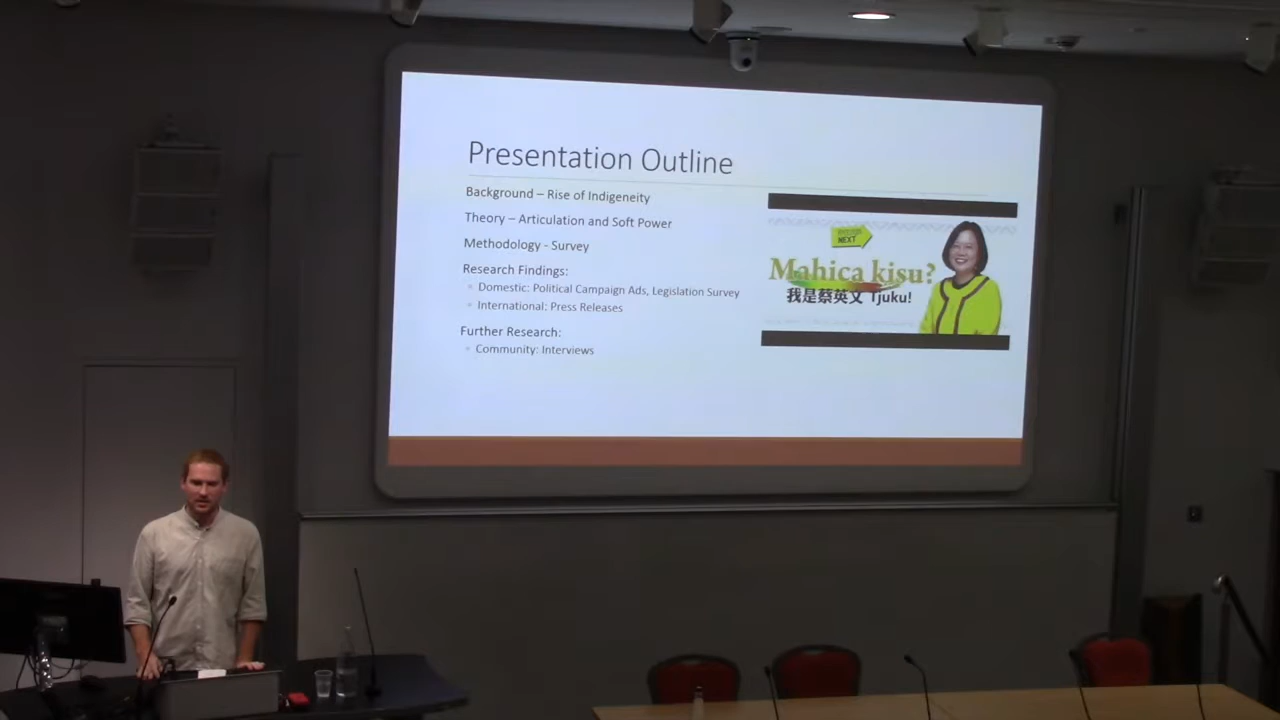 Presentation Outline
Background – Rise of Indigeneity
Theory – Articulation and Soft Power
Methodology - Survey
Research Findings:
Domestic: Political Campaign Ads, Legislation Survey
International: Press Releases
Further Research:
Community: Interviews
NEXT
Mahica kisu?
我是蔡英文 Tjuku!